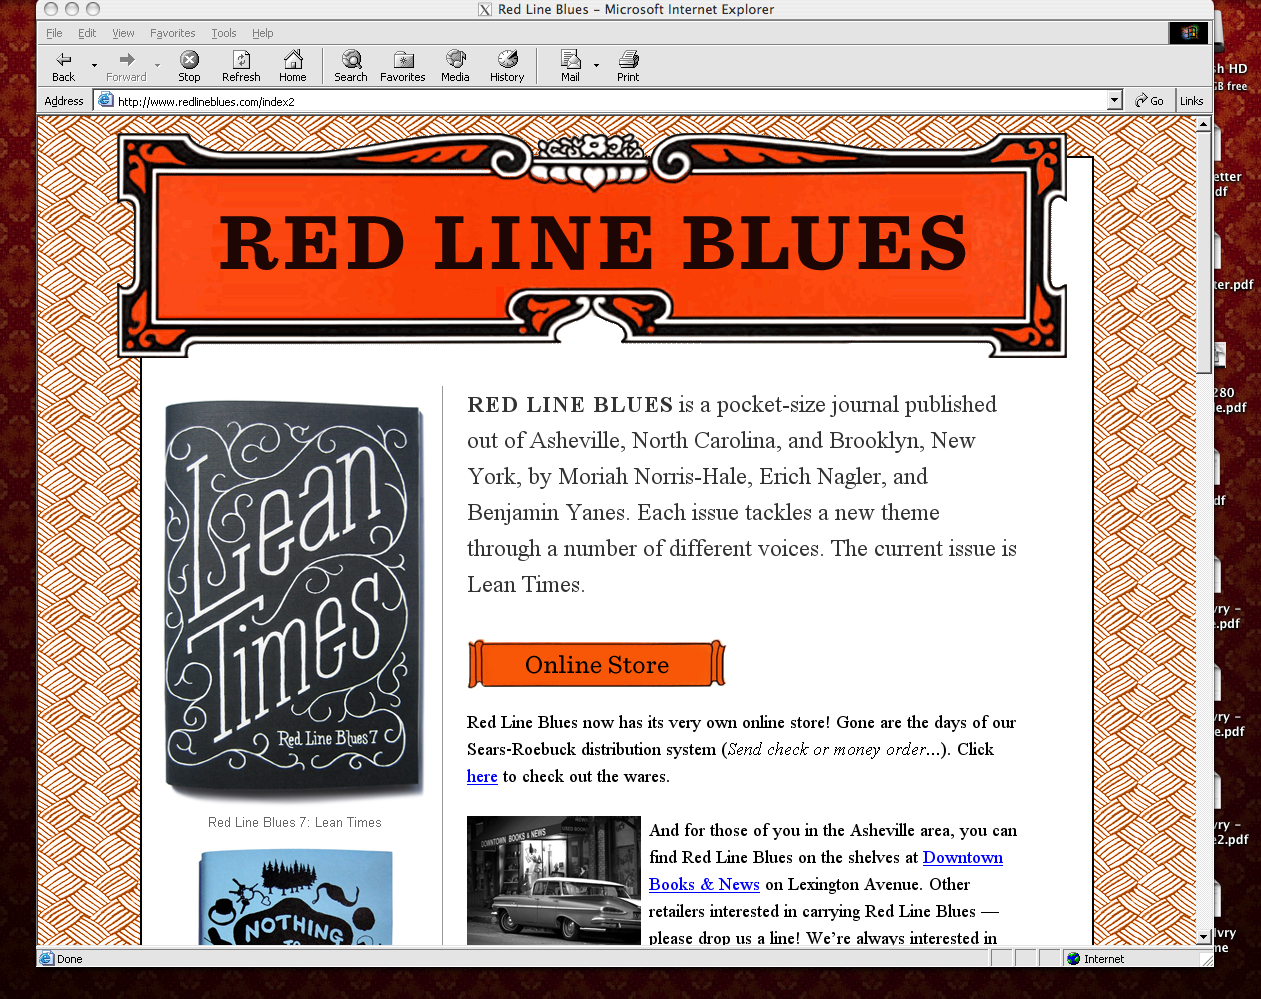 Red Line Blues – Microsoft Internet Explorer
File Edit View Favorites Tools Help
Back Forward Stop Refresh Home Search Favorites Media History Mail Print
Address http://www.redlineblues.com/index2 Go Links
RED LINE BLUES
RED LINE BLUES is a pocket-size journal published
out of Asheville, North Carolina, and Brooklyn, New
York, by Moriah Norris-Hale, Erich Nagler, and
Benjamin Yanes. Each issue tackles a new theme
through a number of different voices. The current issue is
Lean Times.
Lean
Times
Red Line Blues 7
Red Line Blues 7: Lean Times
NOTHING
Online Store
Red Line Blues now has its very own online store! Gone are the days of our
Sears-Roebuck distribution system (Send check or money order...). Click
here to check out the wares.
DOWNTOWN BOOKS & NEWS
And for those of you in the Asheville area, you can
find Red Line Blues on the shelves at Downtown
Books & News on Lexington Avenue. Other
retailers interested in carrying Red Line Blues —
please drop us a line! We're always interested in
Done Internet
sh HD
GB free
etter
df
ter.pdf
280
le.pdf
df
vry –
e.pdf
vry –
e.pdf
vry –
e2.pdf
lvry
me